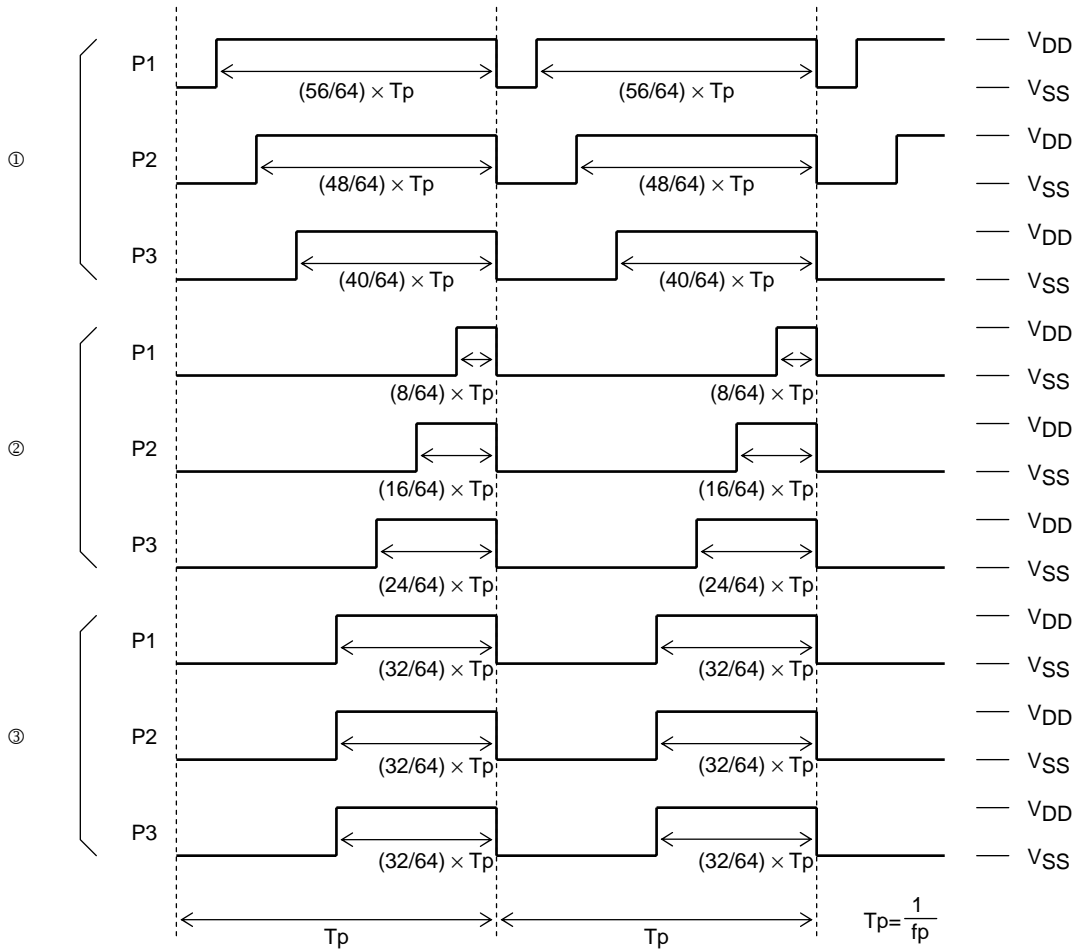 ① P1 (56/64) × Tp (56/64) × Tp VDD VSS
P2 (48/64) × Tp (48/64) × Tp VDD VSS
P3 (40/64) × Tp (40/64) × Tp VDD VSS
② P1 (8/64) × Tp (8/64) × Tp VDD VSS
P2 (16/64) × Tp (16/64) × Tp VDD VSS
P3 (24/64) × Tp (24/64) × Tp VDD VSS
③ P1 (32/64) × Tp (32/64) × Tp VDD VSS
P2 (32/64) × Tp (32/64) × Tp VDD VSS
P3 (32/64) × Tp (32/64) × Tp VDD VSS
Tp Tp Tp=1/fp